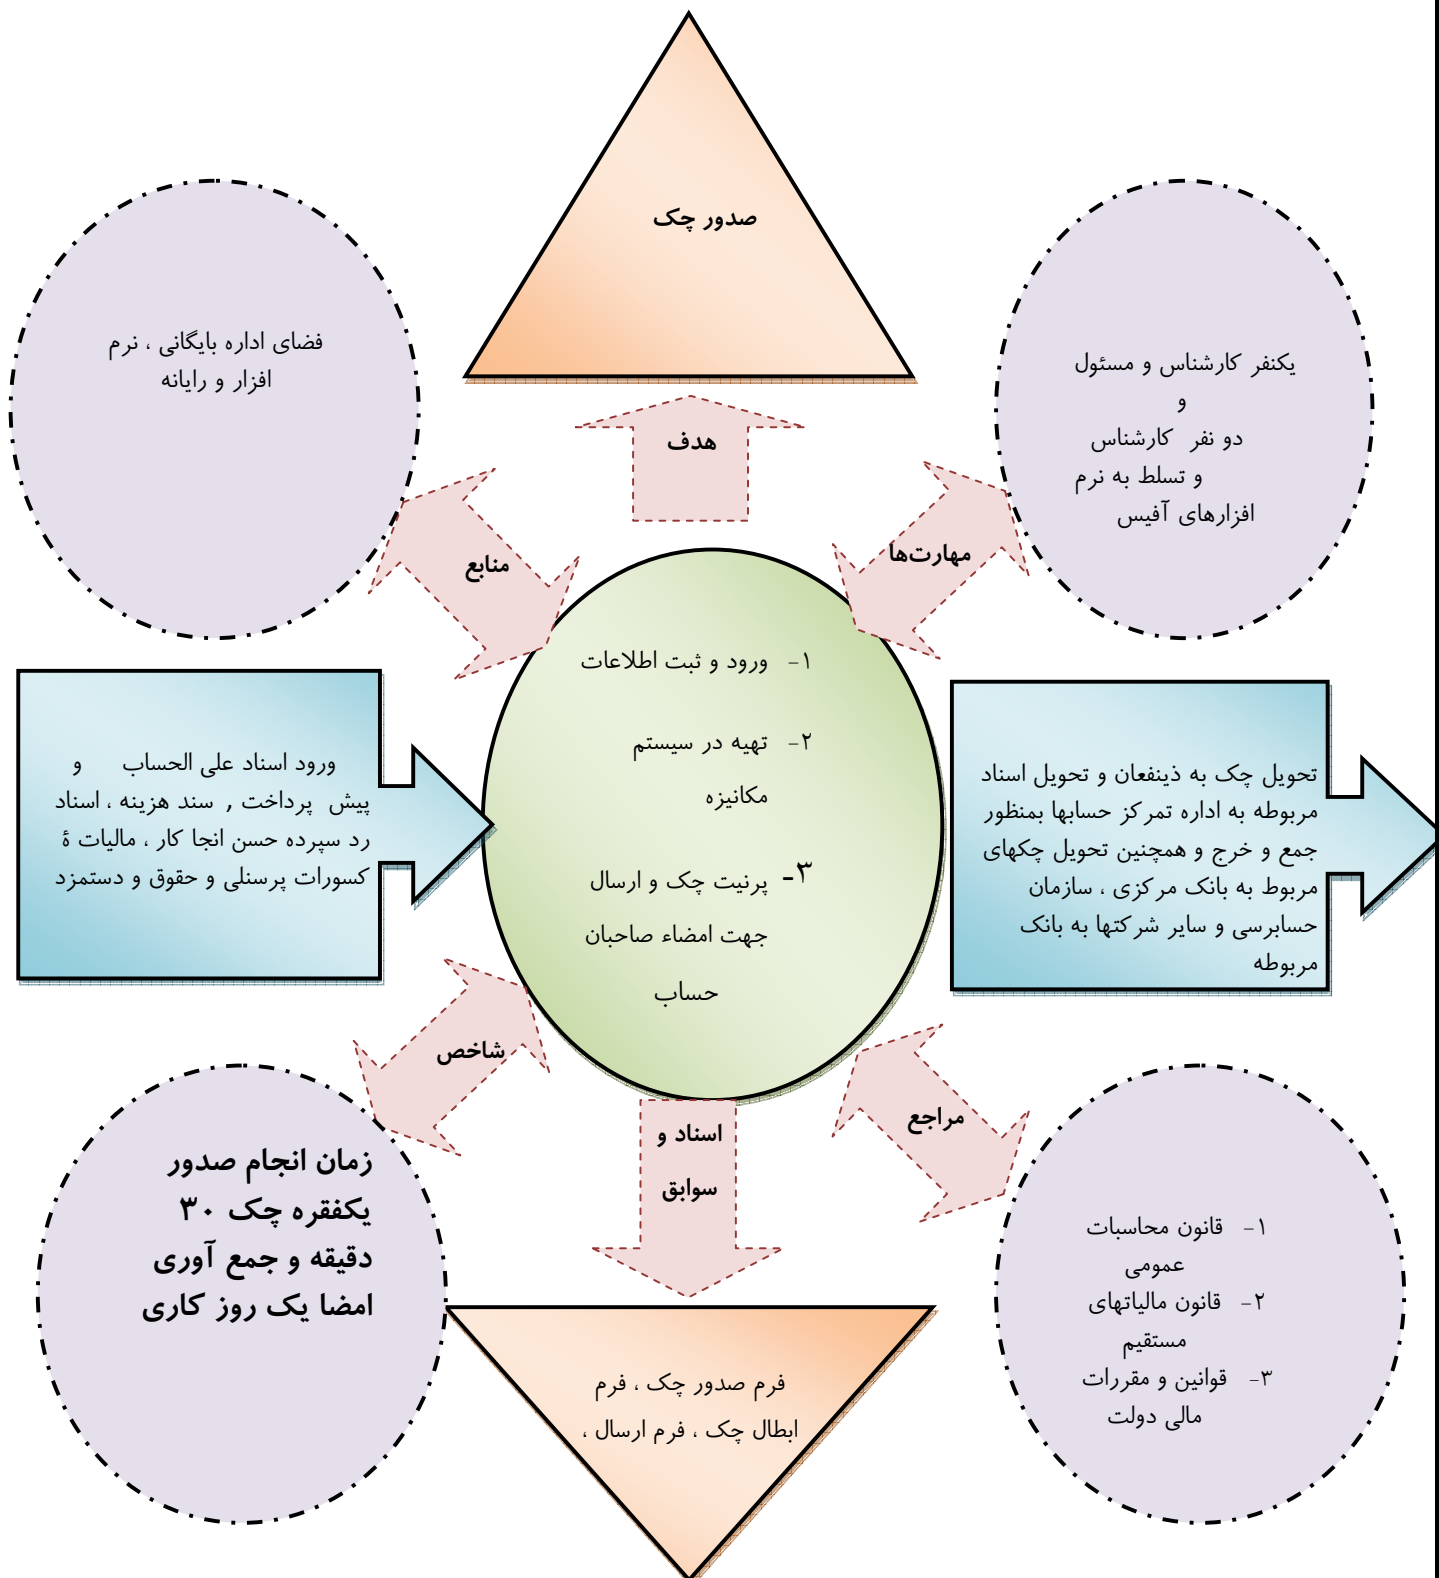 صدور چک
هدف
فضای اداره بایگانی ، نرم
افزار و رایانه
منابع
یکنفر کارشناس و مسئول
و
دو نفر کارشناس
و تسلط به نرم
افزارهای آفیس
مهارت‌ها
ورود اسناد علی الحساب و
پیش پرداخت , سند هزینه ، اسناد
رد سپرده حسن انجا کار ، مالیات ۀ
کسورات پرسنلی و حقوق و دستمزد
۱- ورود و ثبت اطلاعات
۲- تهیه در سیستم
مکانیزه
۳- پرنیت چک و ارسال
جهت امضاء صاحبان
حساب
تحویل چک به ذینفعان و تحویل اسناد
مربوطه به اداره تمرکز حسابها بمنظور
جمع و خرج و همچنین تحویل چکهای
مربوط به بانک مرکزی ، سازمان
حسابرسی و سایر شرکتها به بانک
مربوطه
شاخص
زمان انجام صدور
یکفقره چک ۳۰
دقیقه و جمع آوری
امضا یک روز کاری
اسناد و
سوابق
فرم صدور چک ، فرم
ابطال چک ، فرم ارسال ،
مراجع
۱- قانون محاسبات
عمومی
۲- قانون مالیاتهای
مستقیم
۳- قوانین و مقررات
مالی دولت